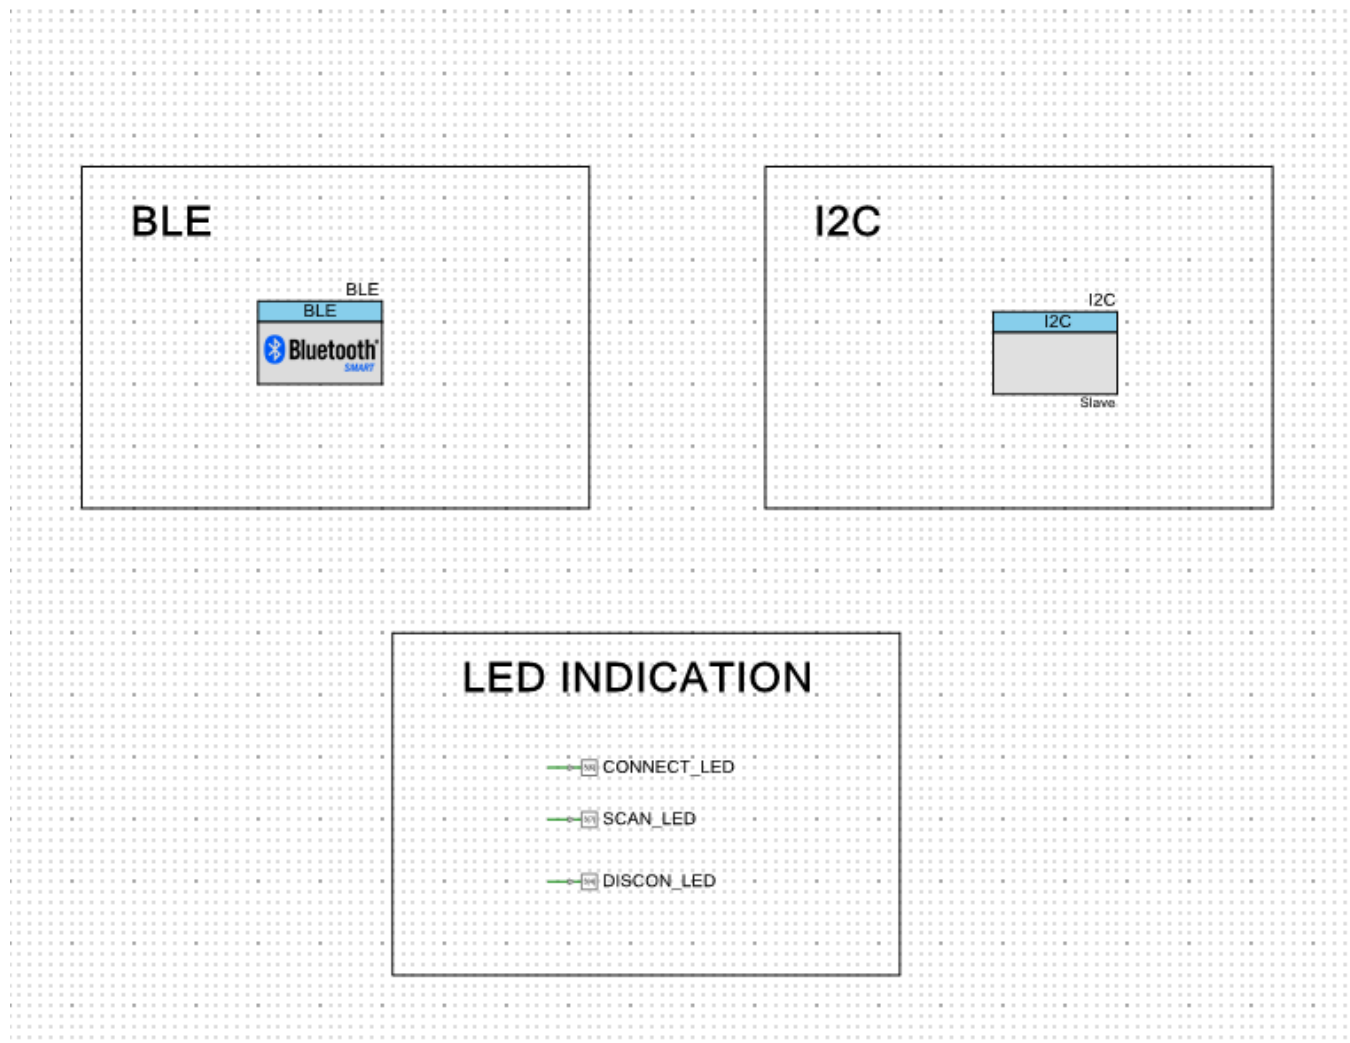 BLE
BLE
BLE
Bluetooth
SMART
I2C
I2C
I2C
Slave
LED INDICATION
CONNECT_LED
SCAN_LED
DISCON_LED